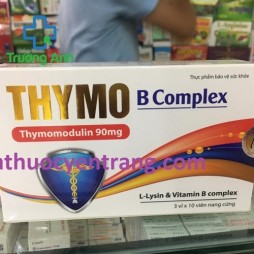 Trường Anh
Thực phẩm bảo vệ sức khỏe
THYMO B Complex
Thymomodulin 90mg
nthuocyentrang.com
L-Lysin & Vitamin B complex
3 vỉ x 10 viên nang cứng